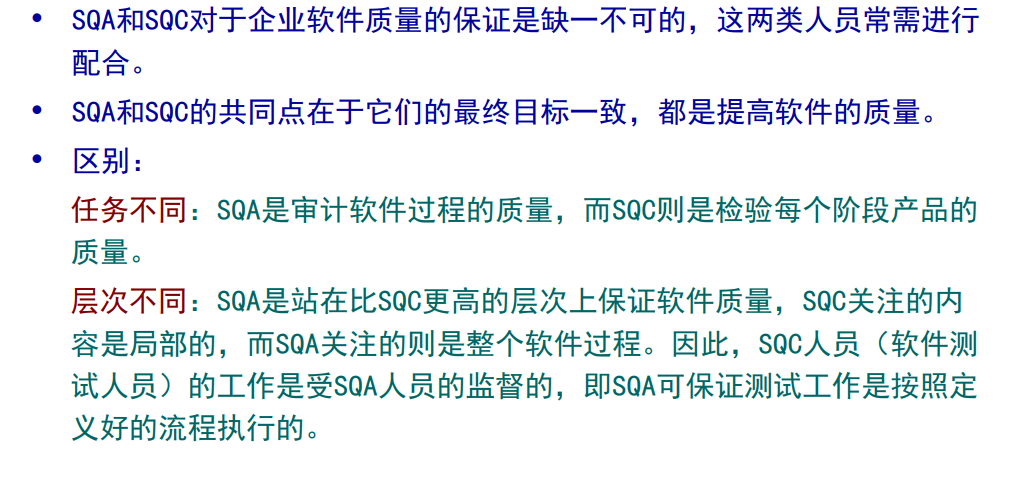 • SQA和SQC对于企业软件质量的保证是缺一不可的，这两类人员常需进行
配合。
• SQA和SQC的共同点在于它们的最终目标一致，都是提高软件的质量。
• 区别：
任务不同：SQA是审计软件过程的质量，而SQC则是检验每个阶段产品的
质量。
层次不同：SQA是站在比SQC更高的层次上保证软件质量，SQC关注的内
容是局部的，而SQA关注的则是整个软件过程。因此，SQC人员（软件测
试人员）的工作是受SQA人员的监督的，即SQA可保证测试工作是按照定
义好的流程执行的。